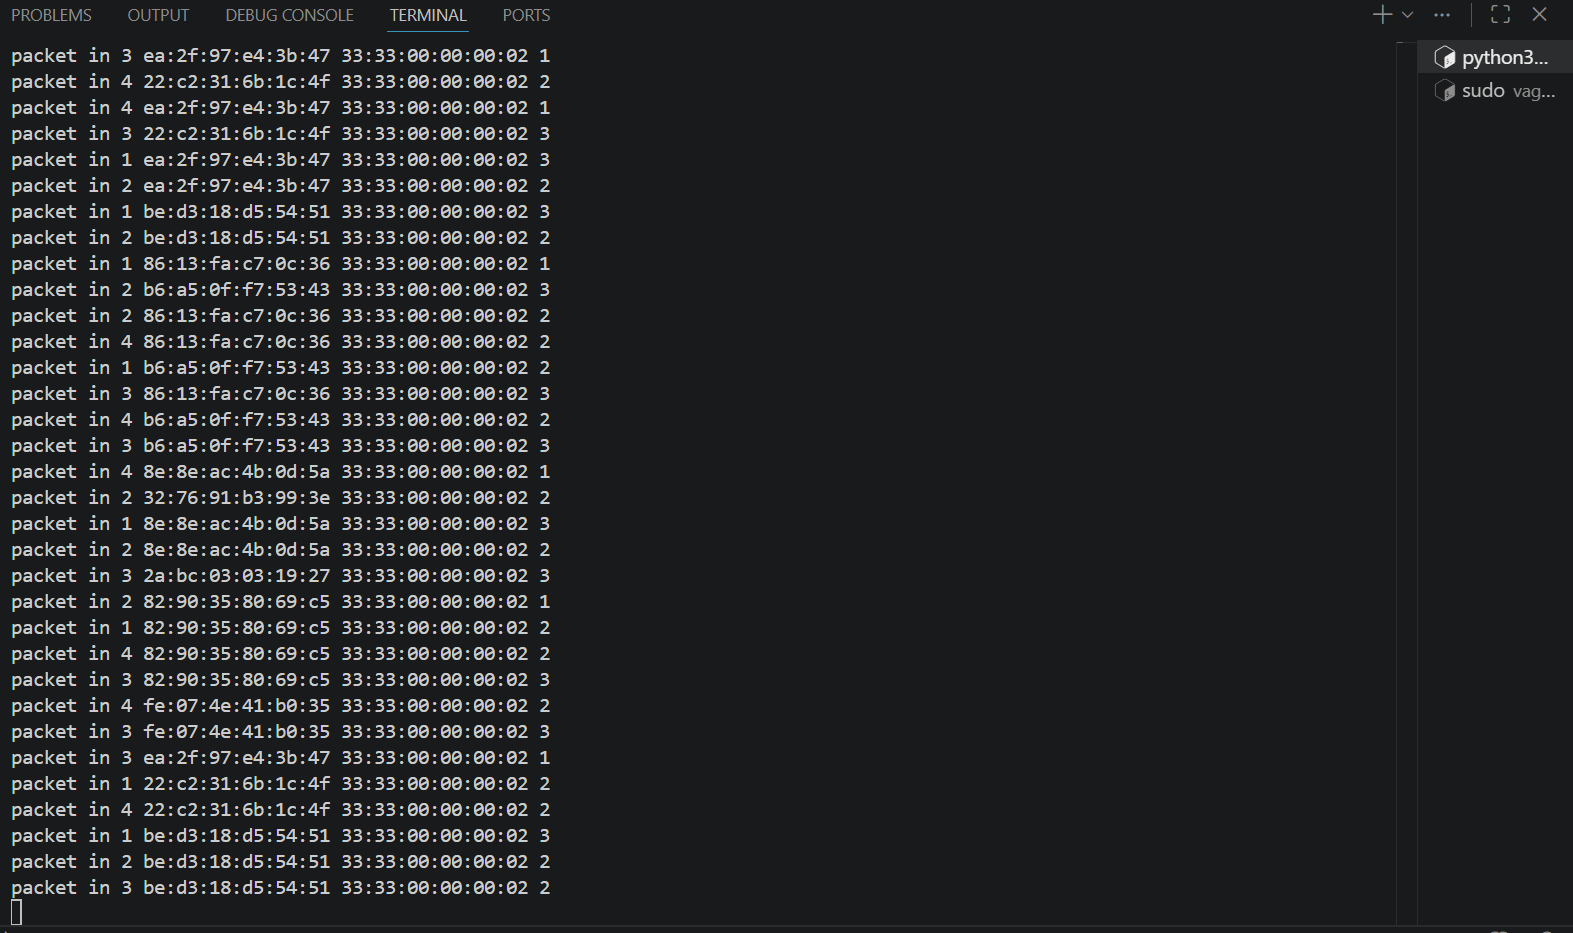 PROBLEMS OUTPUT DEBUG CONSOLE TERMINAL PORTS
packet in 3 ea:2f:97:e4:3b:47 33:33:00:00:00:02 1
packet in 4 22:c2:31:6b:1c:4f 33:33:00:00:00:02 2
packet in 4 ea:2f:97:e4:3b:47 33:33:00:00:00:02 1
packet in 3 22:c2:31:6b:1c:4f 33:33:00:00:00:02 3
packet in 1 ea:2f:97:e4:3b:47 33:33:00:00:00:02 3
packet in 2 ea:2f:97:e4:3b:47 33:33:00:00:00:02 2
packet in 1 be:d3:18:d5:54:51 33:33:00:00:00:02 3
packet in 2 be:d3:18:d5:54:51 33:33:00:00:00:02 2
packet in 1 86:13:fa:c7:0c:36 33:33:00:00:00:02 1
packet in 2 b6:a5:0f:f7:53:43 33:33:00:00:00:02 3
packet in 2 86:13:fa:c7:0c:36 33:33:00:00:00:02 2
packet in 4 86:13:fa:c7:0c:36 33:33:00:00:00:02 2
packet in 1 b6:a5:0f:f7:53:43 33:33:00:00:00:02 2
packet in 3 86:13:fa:c7:0c:36 33:33:00:00:00:02 3
packet in 4 b6:a5:0f:f7:53:43 33:33:00:00:00:02 2
packet in 3 b6:a5:0f:f7:53:43 33:33:00:00:00:02 3
packet in 4 8e:8e:ac:4b:0d:5a 33:33:00:00:00:02 1
packet in 2 32:76:91:b3:99:3e 33:33:00:00:00:02 2
packet in 1 8e:8e:ac:4b:0d:5a 33:33:00:00:00:02 3
packet in 2 8e:8e:ac:4b:0d:5a 33:33:00:00:00:02 2
packet in 3 2a:bc:03:03:19:27 33:33:00:00:00:02 3
packet in 2 82:90:35:80:69:c5 33:33:00:00:00:02 1
packet in 1 82:90:35:80:69:c5 33:33:00:00:00:02 2
packet in 4 82:90:35:80:69:c5 33:33:00:00:00:02 2
packet in 3 82:90:35:80:69:c5 33:33:00:00:00:02 3
packet in 4 fe:07:4e:41:b0:35 33:33:00:00:00:02 2
packet in 3 fe:07:4e:41:b0:35 33:33:00:00:00:02 3
packet in 3 ea:2f:97:e4:3b:47 33:33:00:00:00:02 1
packet in 1 22:c2:31:6b:1c:4f 33:33:00:00:00:02 2
packet in 4 22:c2:31:6b:1c:4f 33:33:00:00:00:02 2
packet in 1 be:d3:18:d5:54:51 33:33:00:00:00:02 3
packet in 2 be:d3:18:d5:54:51 33:33:00:00:00:02 2
packet in 3 be:d3:18:d5:54:51 33:33:00:00:00:02 2
python3...
sudo vag...